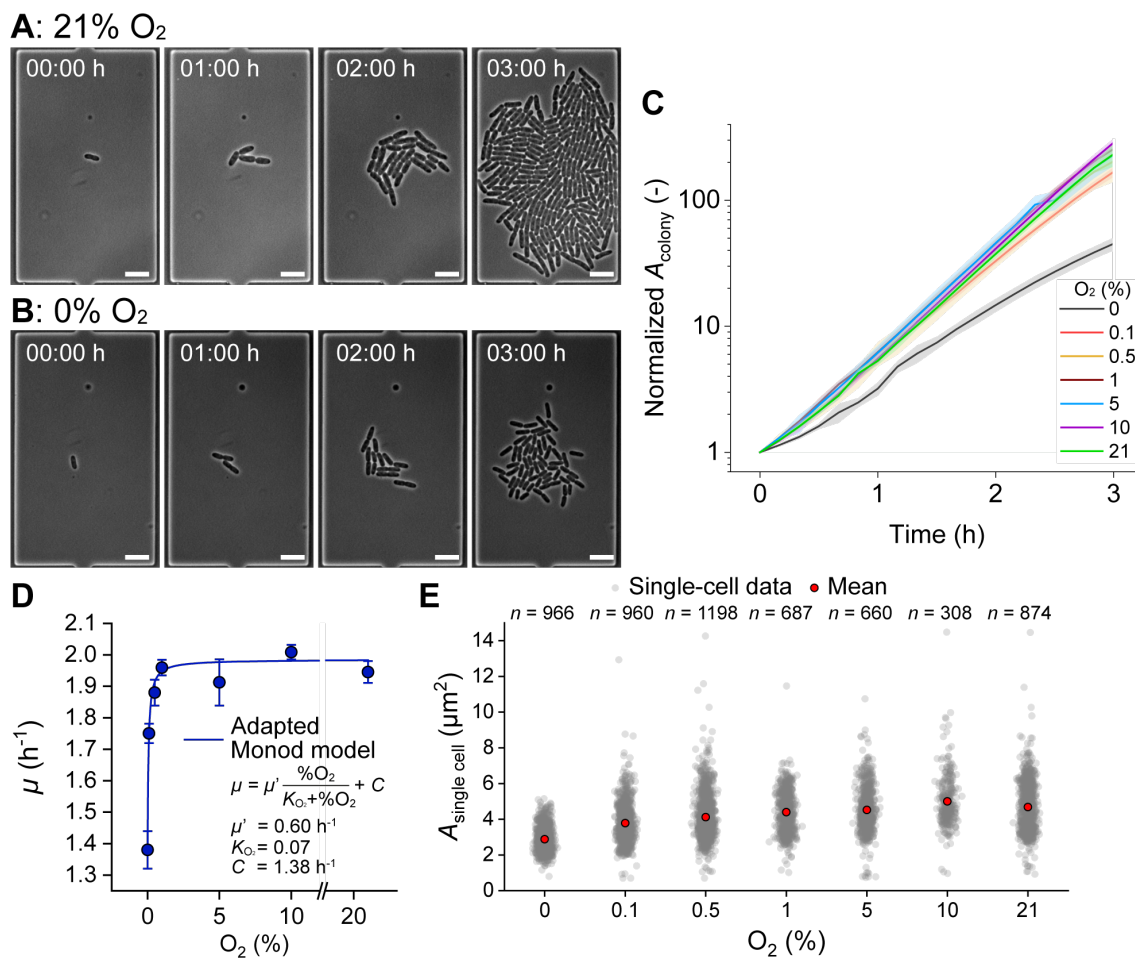 A: 21% O₂
00:00 h
01:00 h
02:00 h
03:00 h
B: 0% O₂
00:00 h
01:00 h
02:00 h
03:00 h
C
Normalized A_colony (-)
100
10
1
0
1
2
3
Time (h)
O₂ (%)
0
0.1
0.5
1
5
10
21
D
μ (h⁻¹)
2.1
2.0
1.9
1.8
1.7
1.6
1.5
1.4
1.3
0
5
10
20
O₂ (%)
Adapted
Monod model
μ = μ' %O₂ / K_O₂+%O₂ + C
μ' = 0.60 h⁻¹
K_O₂ = 0.07
C = 1.38 h⁻¹
E
Single-cell data
Mean
n = 966
n = 960
n = 1198
n = 687
n = 660
n = 308
n = 874
A_single cell (μm²)
14
12
10
8
6
4
2
0
0
0.1
0.5
1
5
10
21
O₂ (%)